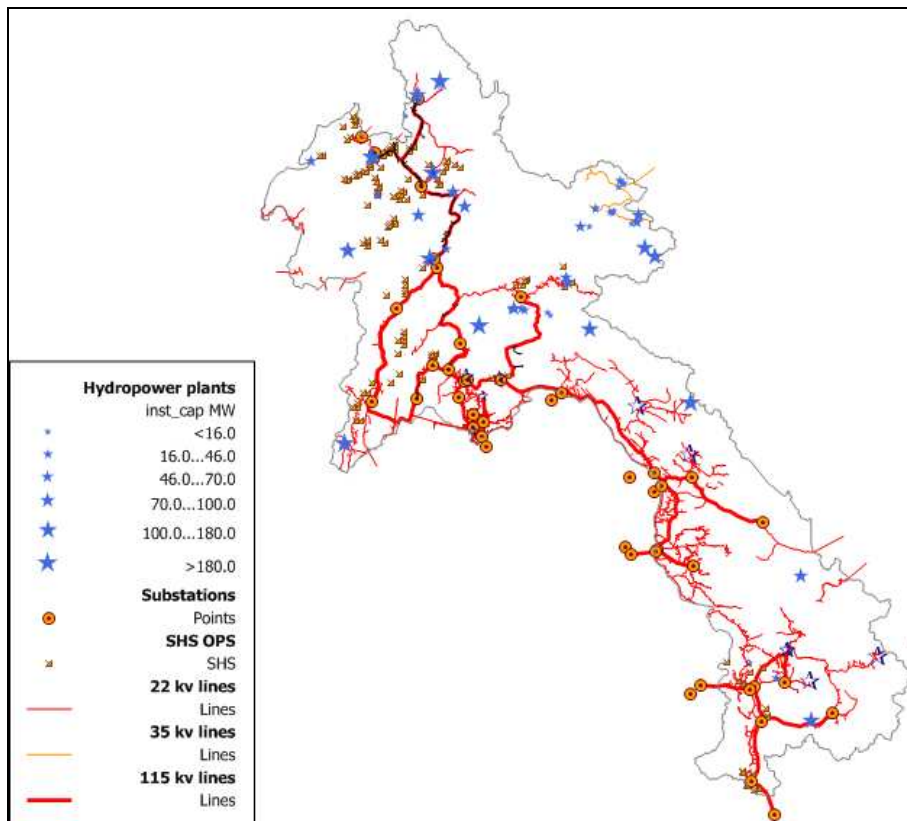 Hydropower plants
inst_cap MW
<16.0
16.0...46.0
46.0...70.0
70.0...100.0
100.0...180.0
>180.0
Substations
Points
SHS OPS
SHS
22 kv lines
Lines
35 kv lines
Lines
115 kv lines
Lines